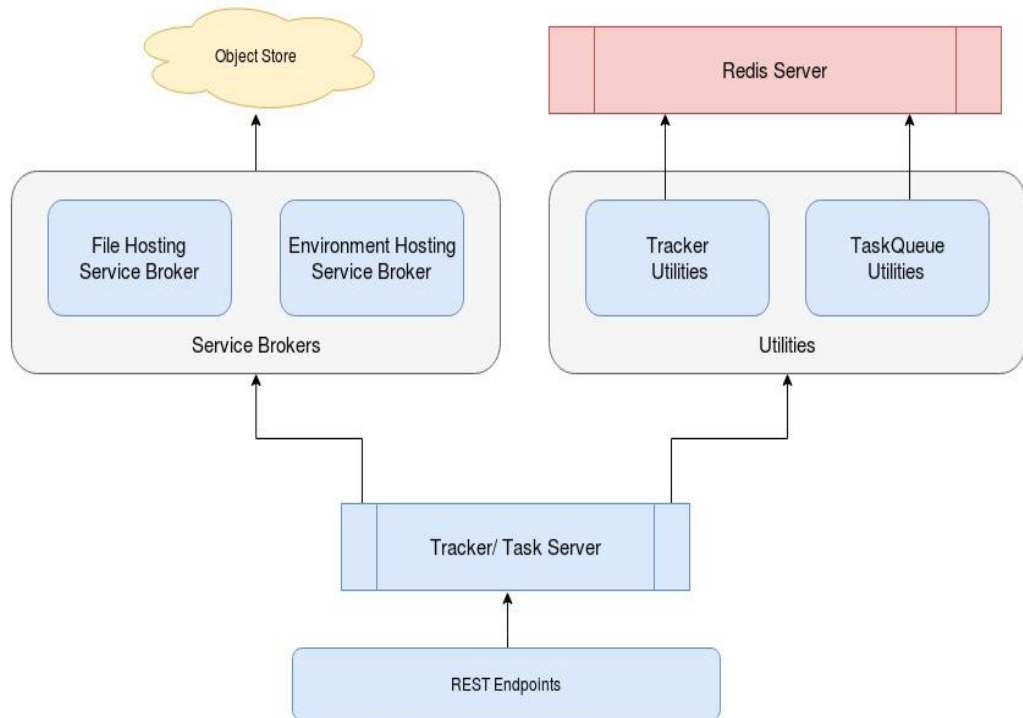 Object Store
Redis Server
File Hosting
Service Broker
Environment Hosting
Service Broker
Service Brokers
Tracker
Utilities
TaskQueue
Utilities
Utilities
Tracker/ Task Server
REST Endpoints